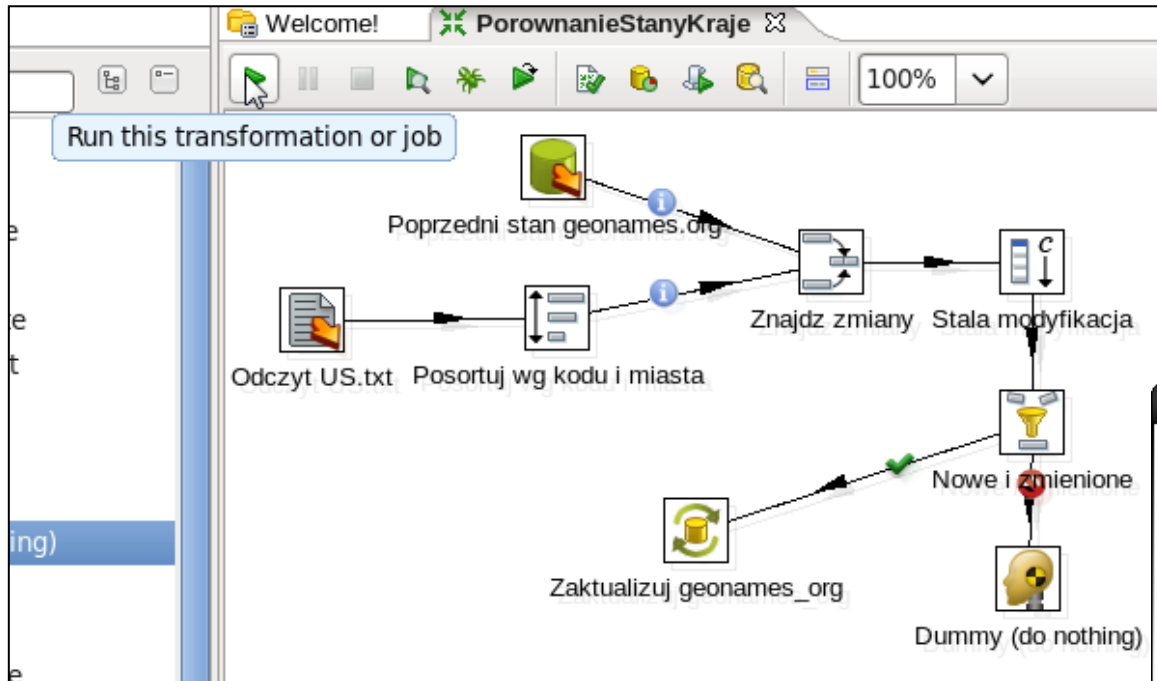 Welcome!
PorownanieStanyKraje
100%
Run this transformation or job
Poprzedni stan geonames.org
Znajdz zmiany
Stala modyfikacja
Odczyt US.txt
Posortuj wg kodu i miasta
Nowe i zmienione
ing)
Zaktualizuj geonames_org
Dummy (do nothing)